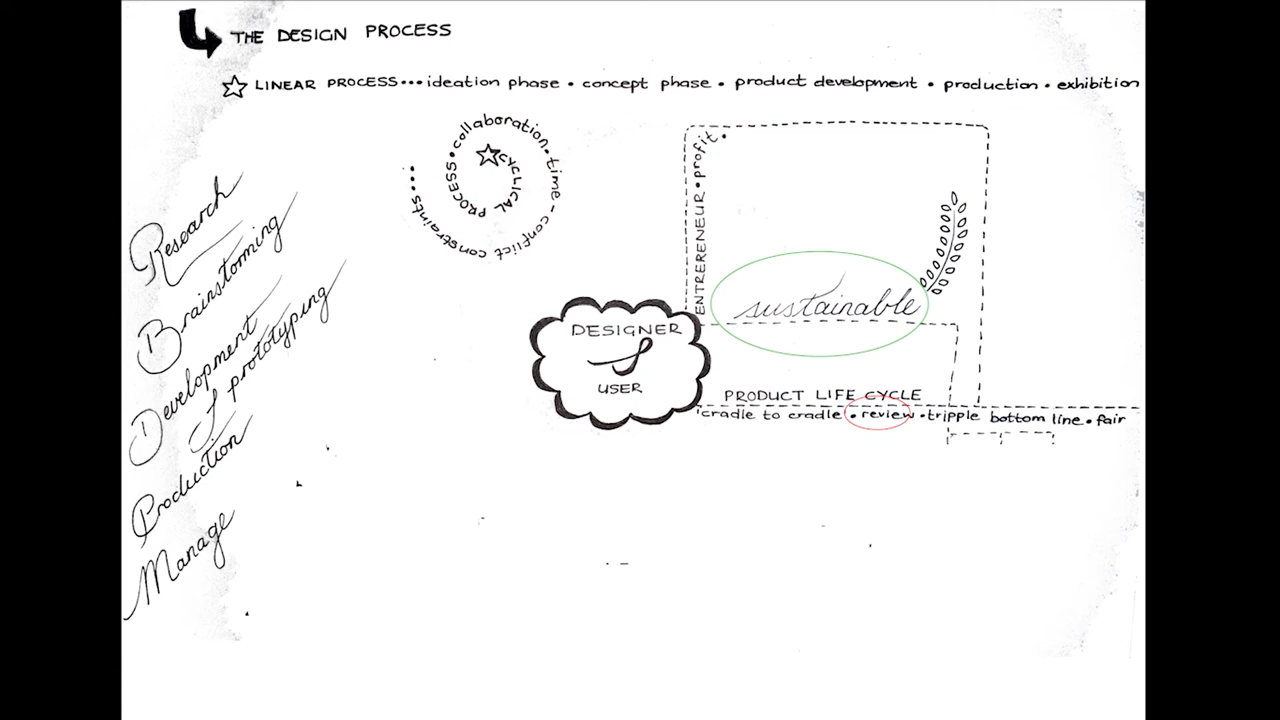 THE DESIGN PROCESS
LINEAR PROCESS... ideation phase • concept phase • product development • production • exhibition
CYCLICAL PROCESS • collaboration • time - conflict constraints...
ENTRERENEUR • profit •
sustainable
DESIGNER
&
USER
PRODUCT LIFE CYCLE
cradle to cradle • review • tripple bottom line • fair
Research
Brainstorming
Development
& prototyping
Production
Manage